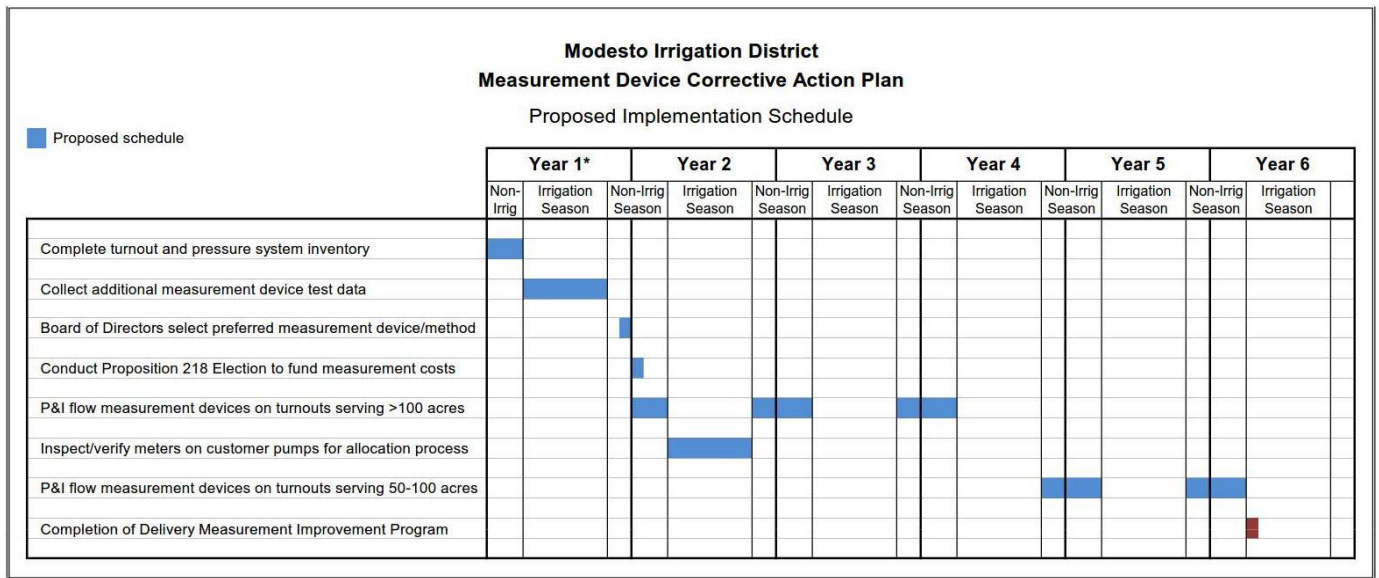 Modesto Irrigation District
Measurement Device Corrective Action Plan
Proposed Implementation Schedule
Proposed schedule
Year 1* Year 2 Year 3 Year 4 Year 5 Year 6
Non- Irrigation Non-Irrig Irrigation Non-Irrig Irrigation Non-Irrig Irrigation Non-Irrig Irrigation Non-Irrig Irrigation
Irrig Season Season Season Season Season Season Season Season Season Season Season
Complete turnout and pressure system inventory
Collect additional measurement device test data
Board of Directors select preferred measurement device/method
Conduct Proposition 218 Election to fund measurement costs
P&I flow measurement devices on turnouts serving >100 acres
Inspect/verify meters on customer pumps for allocation process
P&I flow measurement devices on turnouts serving 50-100 acres
Completion of Delivery Measurement Improvement Program